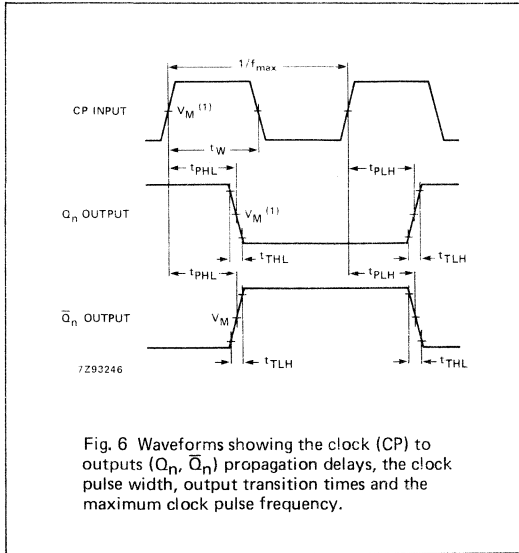 1/fmax
CP INPUT
VM (1)
tW
tPHL
tPLH
Qn OUTPUT
VM (1)
tTHL
tTLH
tPHL
tPLH
Q̅n OUTPUT
VM
tTLH
tTHL
7Z93246
Fig. 6 Waveforms showing the clock (CP) to
outputs (Qn, Q̅n) propagation delays, the clock
pulse width, output transition times and the
maximum clock pulse frequency.